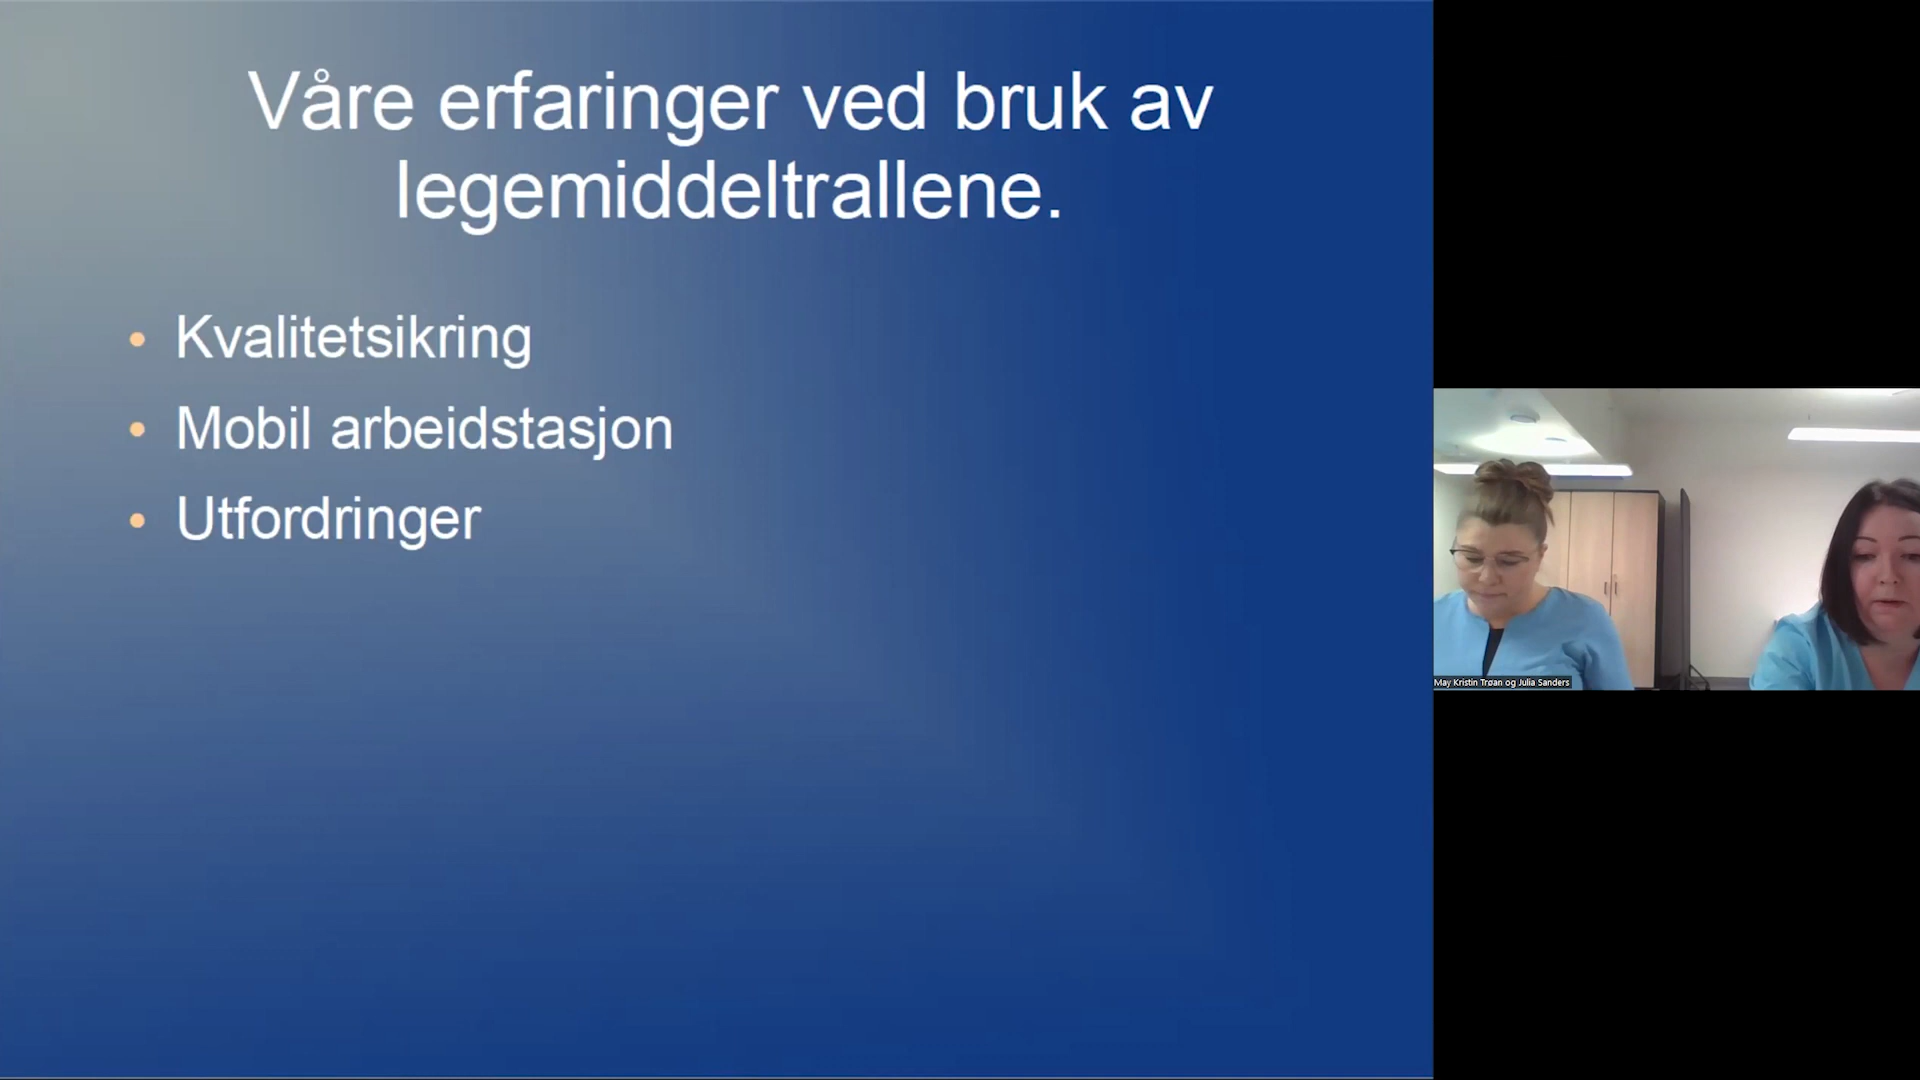 Våre erfaringer ved bruk av
legemiddeltrallene.
• Kvalitetsikring
• Mobil arbeidstasjon
• Utfordringer
May Kristin Trøan og Julia Sanders